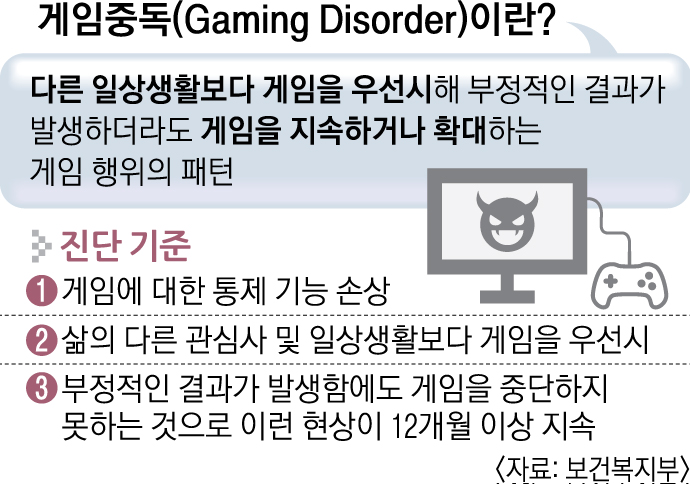 게임중독(Gaming Disorder)이란?
다른 일상생활보다 게임을 우선시해 부정적인 결과가
발생하더라도 게임을 지속하거나 확대하는
게임 행위의 패턴
진단 기준
❶게임에 대한 통제 기능 손상
❷삶의 다른 관심사 및 일상생활보다 게임을 우선시
❸부정적인 결과가 발생함에도 게임을 중단하지
못하는 것으로 이런 현상이 12개월 이상 지속
〈자료: 보건복지부〉